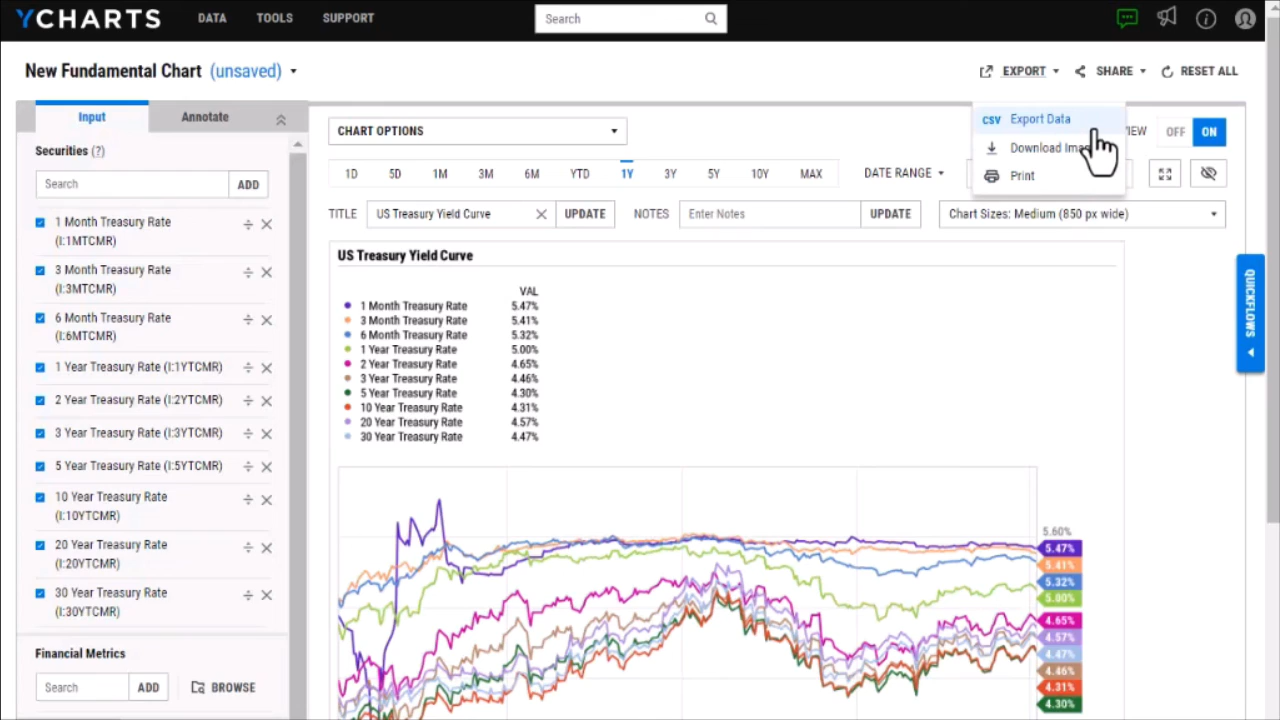 YCHARTS DATA TOOLS SUPPORT Search
New Fundamental Chart (unsaved) EXPORT SHARE RESET ALL
Input Annotate
Securities (?)
Search ADD
1 Month Treasury Rate
(I:1MTCMR)
3 Month Treasury Rate
(I:3MTCMR)
6 Month Treasury Rate
(I:6MTCMR)
1 Year Treasury Rate (I:1YTCMR)
2 Year Treasury Rate (I:2YTCMR)
3 Year Treasury Rate (I:3YTCMR)
5 Year Treasury Rate (I:5YTCMR)
10 Year Treasury Rate
(I:10YTCMR)
20 Year Treasury Rate
(I:20YTCMR)
30 Year Treasury Rate
(I:30YTCMR)
Financial Metrics
Search ADD BROWSE
CHART OPTIONS
CSV Export Data
Download
Print
OFF ON
1D 5D 1M 3M 6M YTD 1Y 3Y 5Y 10Y MAX DATE RANGE
TITLE US Treasury Yield Curve UPDATE NOTES Enter Notes UPDATE Chart Sizes: Medium (850 px wide)
US Treasury Yield Curve
VAL
1 Month Treasury Rate 5.47%
3 Month Treasury Rate 5.41%
6 Month Treasury Rate 5.32%
1 Year Treasury Rate 5.00%
2 Year Treasury Rate 4.65%
3 Year Treasury Rate 4.46%
5 Year Treasury Rate 4.30%
10 Year Treasury Rate 4.31%
20 Year Treasury Rate 4.57%
30 Year Treasury Rate 4.47%
5.60%
5.47%
5.41%
5.32%
5.00%
4.65%
4.57%
4.47%
4.46%
4.31%
4.30%
QUICKFLOWS